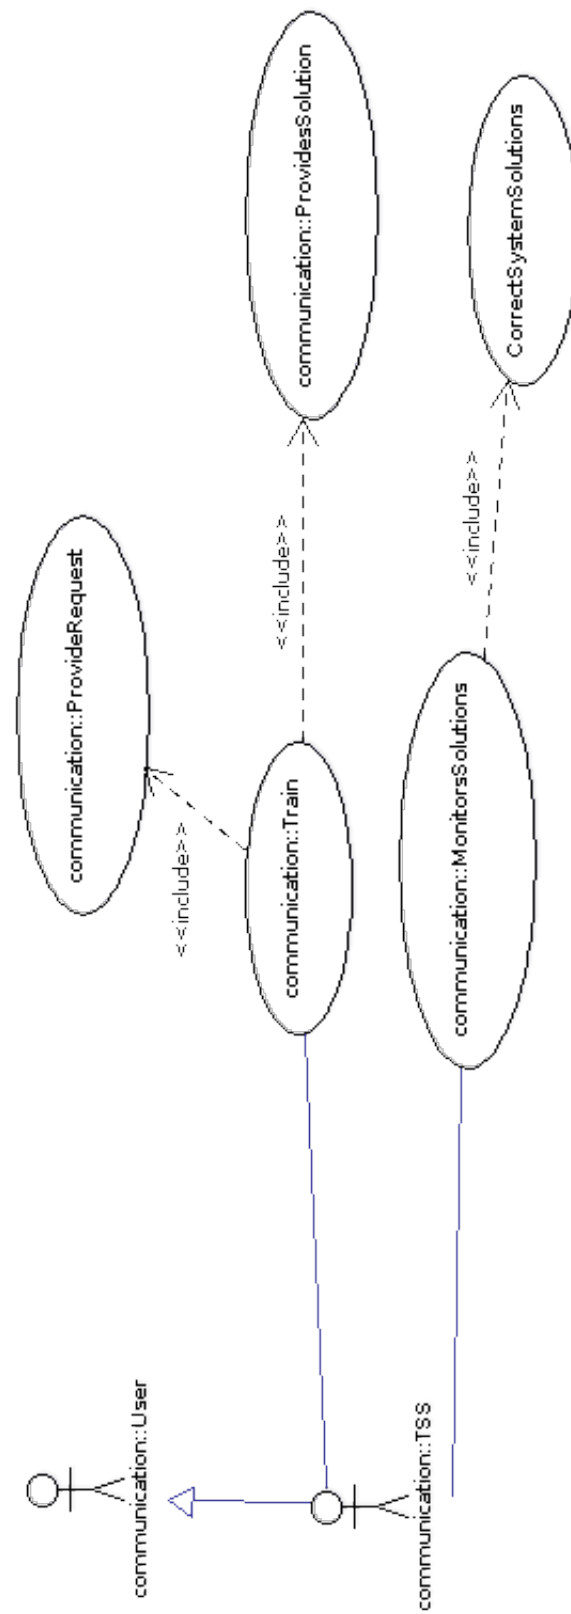 communication::User
communication::TSS
communication::ProvideRequest
<<include>>
communication::Train
<<include>>
communication::ProvidesSolution
communication::MonitorsSolutions
<<include>>
CorrectSystemSolutions